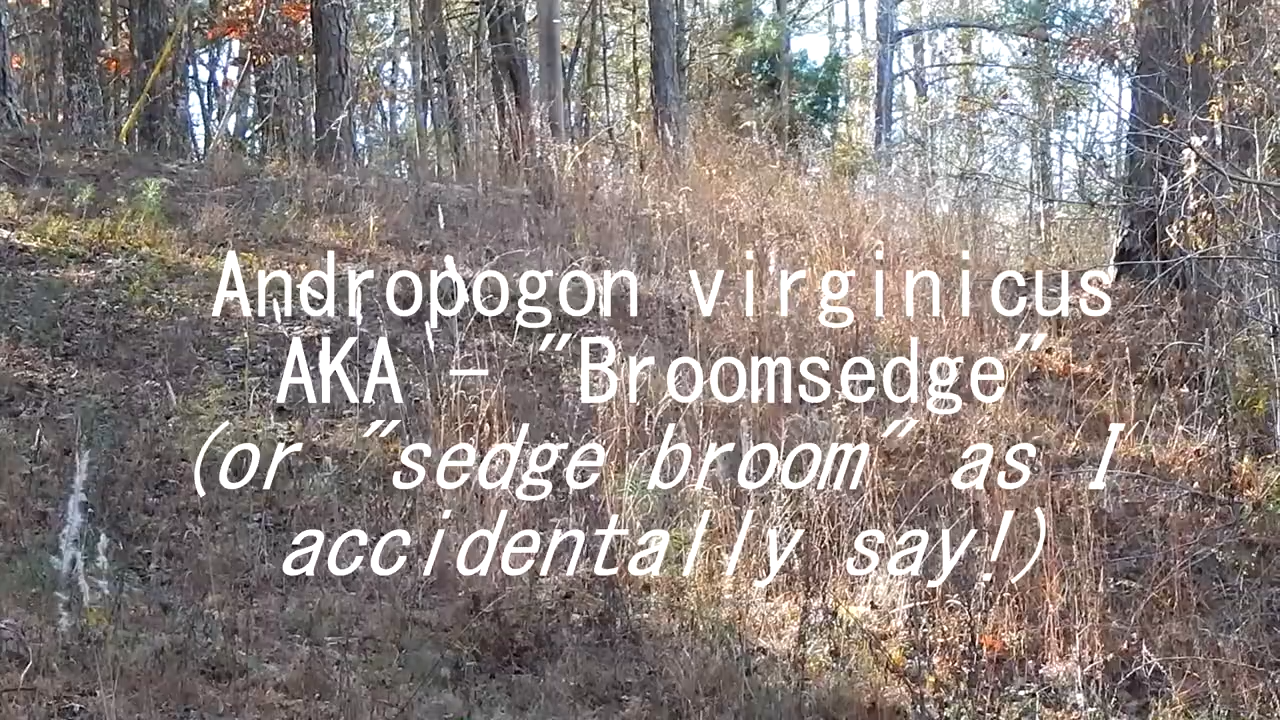 Andropogon virginicus
AKA - "Broomsedge"
(or "sedge broom" as I
accidentally say!)